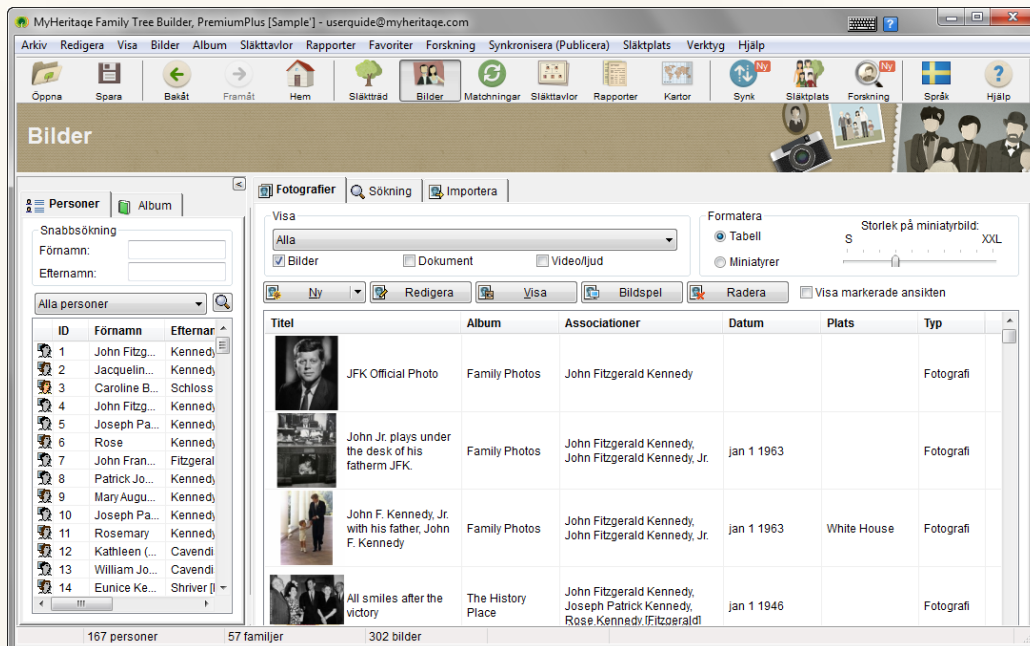 MyHeritage Family Tree Builder, PremiumPlus [Sample'] - userguide@myheritage.com
Arkiv Redigera Visa Bilder Album Släkttavlor Rapporter Favoriter Forskning Synkronisera (Publicera) Släktplats Verktyg Hjälp
Ny Ny
Öppna Spara Bakåt Framåt Hem Släktträd Bilder Matchningar Släkttavlor Rapporter Kartor Synk Släktplats Forskning Språk Hjälp
Bilder
Personer Album
Snabbsökning
Förnamn:
Efternamn:
Alla personer
ID Förnamn Efternar
1 John Fitzg... Kennedy
2 Jacquelin... Kennedy
3 Caroline B... Schloss
4 John Fitzg... Kennedy
5 Joseph Pa... Kennedy
6 Rose Kennedy
7 John Fran... Fitzgeral
8 Patrick Jo... Kennedy
9 Mary Augu... Kennedy
10 Joseph Pa... Kennedy
11 Rosemary Kennedy
12 Kathleen (... Cavendi
13 William Jo... Cavendi
14 Eunice Ke... Shriver [
Fotografier Sökning Importera
Visa
Alla
Bilder Dokument Video/ljud
Formatera
Tabell
Miniatyrer
Storlek på miniatyrbild:
S XXL
Ny Redigera Visa Bildspel Radera Visa markerade ansikten
Titel Album Associationer Datum Plats Typ
JFK Official Photo Family Photos John Fitzgerald Kennedy Fotografi
John Jr. plays under
the desk of his
fatherm JFK.
Family Photos
John Fitzgerald Kennedy,
John Fitzgerald Kennedy, Jr.
jan 1 1963 Fotografi
John F. Kennedy, Jr.
with his father, John
F. Kennedy
Family Photos
John Fitzgerald Kennedy,
John Fitzgerald Kennedy, Jr.
jan 1 1963 White House Fotografi
All smiles after the
victory
The History
Place
John Fitzgerald Kennedy,
Joseph Patrick Kennedy,
Rose Kennedy [Fitzgerald]
jan 1 1946 Fotografi
167 personer 57 familjer 302 bilder